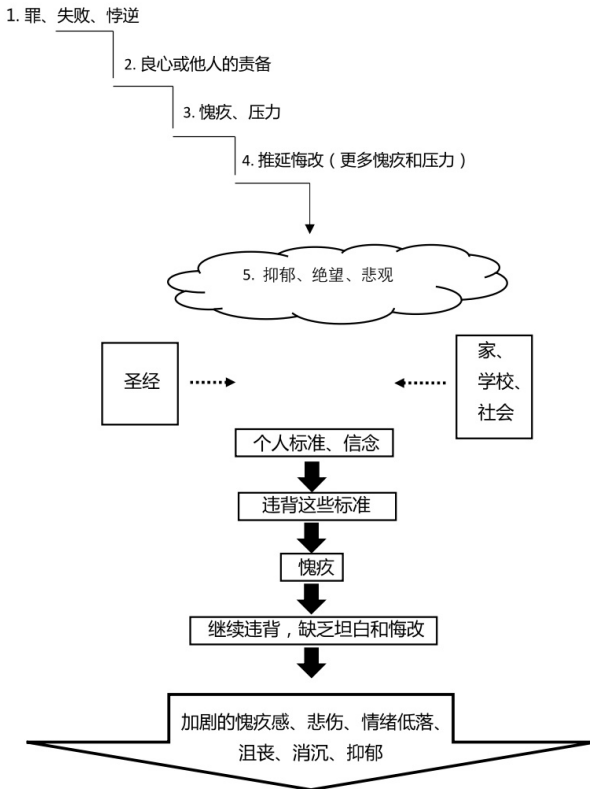 1. 罪、失败、悖逆
2. 良心或他人的责备
3. 愧疚、压力
4. 推延悔改（更多愧疚和压力）
5. 抑郁、绝望、悲观
圣经
家、
学校、
社会
个人标准、信念
违背这些标准
愧疚
继续违背，缺乏坦白和悔改
加剧的愧疚感、悲伤、情绪低落、
沮丧、消沉、抑郁